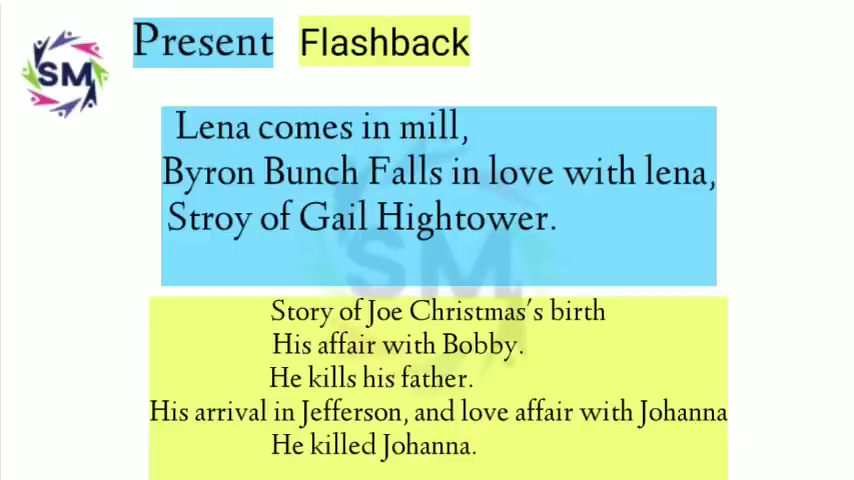 SM
Present Flashback
Lena comes in mill,
Byron Bunch Falls in love with lena,
Stroy of Gail Hightower.
SM
Story of Joe Christmas's birth
His affair with Bobby.
He kills his father.
His arrival in Jefferson, and love affair with Johanna
He killed Johanna.